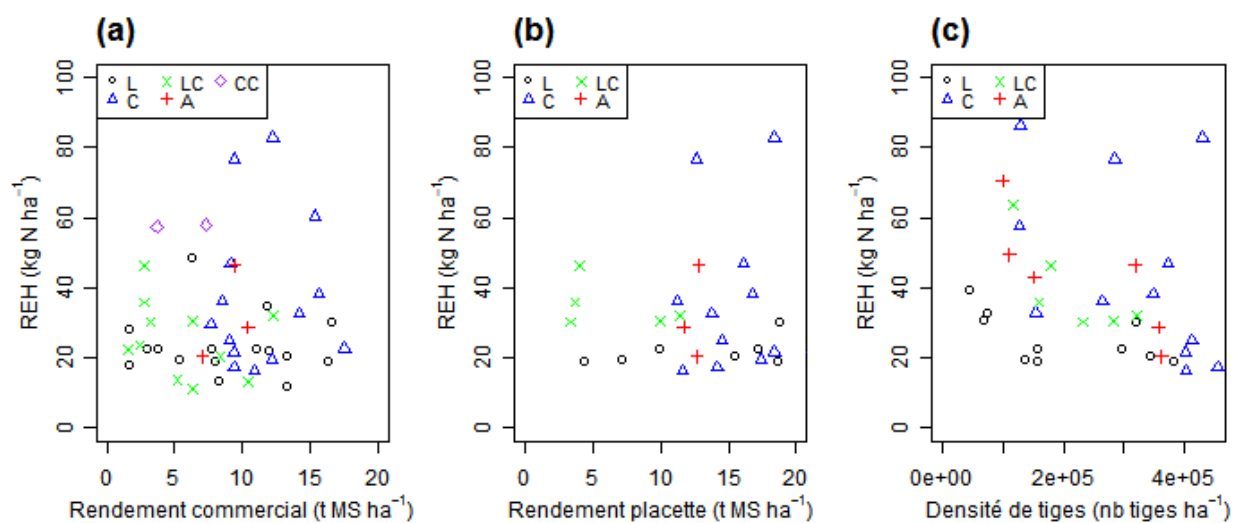 (a)
L LC CC
C A
REH (kg N ha⁻¹)
100
80
60
40
20
0
0 5 10 15 20
Rendement commercial (t MS ha⁻¹)
(b)
L LC
C A
REH (kg N ha⁻¹)
100
80
60
40
20
0
0 5 10 15 20
Rendement placette (t MS ha⁻¹)
(c)
L LC
C A
REH (kg N ha⁻¹)
100
80
60
40
20
0
0e+00 2e+05 4e+05
Densité de tiges (nb tiges ha⁻¹)